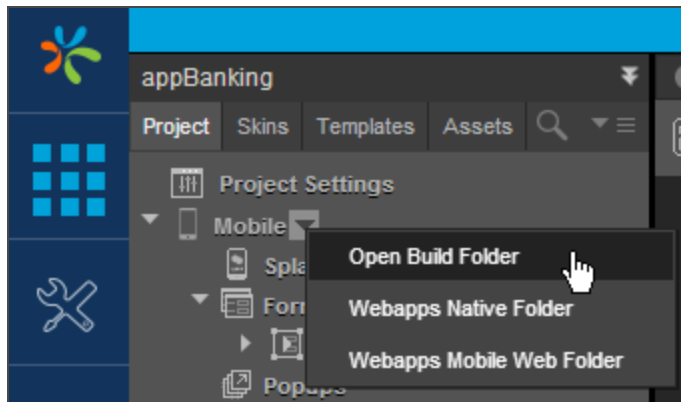 appBanking
Project Skins Templates Assets
Project Settings
Mobile
Open Build Folder
Webapps Native Folder
Webapps Mobile Web Folder
Popups